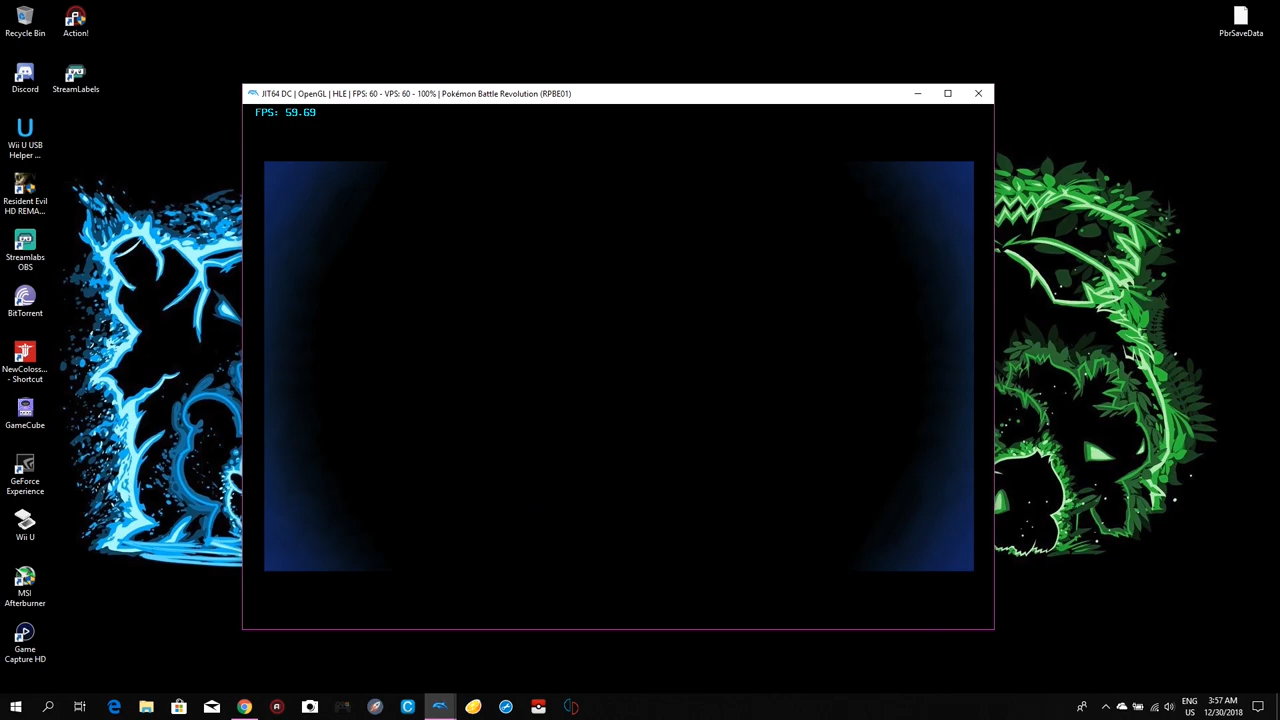 Recycle Bin
Action!
Discord
StreamLabels
Wii U USB
Helper ...
Resident Evil
HD REMA...
Streamlabs
OBS
BitTorrent
NewColoss...
- Shortcut
GameCube
GeForce
Experience
Wii U
MSI
Afterburner
Game
Capture HD
PbrSaveData
JIT64 DC | OpenGL | HLE | FPS: 60 - VPS: 60 - 100% | Pokémon Battle Revolution (RPBE01)
FPS: 59.69
ENG
US
3:57 AM
12/30/2018